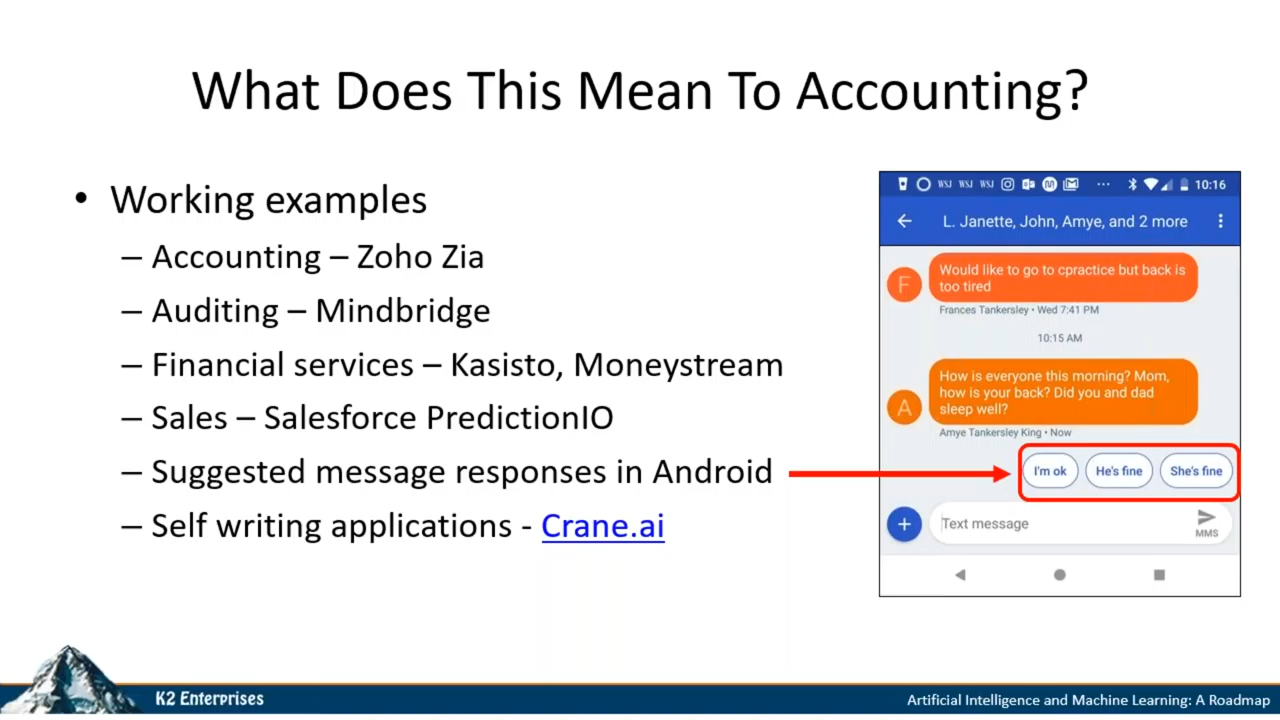 What Does This Mean To Accounting?
• Working examples
– Accounting – Zoho Zia
– Auditing – Mindbridge
– Financial services – Kasisto, Moneystream
– Sales – Salesforce PredictionIO
– Suggested message responses in Android
– Self writing applications - Crane.ai
WSJ WSJ WSJ ... 10:16
L. Janette, John, Amye, and 2 more
F
Would like to go to cpractice but back is
too tired
Frances Tankersley • Wed 7:41 PM
10:15 AM
A
How is everyone this morning? Mom,
how is your back? Did you and dad
sleep well?
Amye Tankersley King • Now
I'm ok He's fine She's fine
+ Text message
MMS
K2 Enterprises
Artificial Intelligence and Machine Learning: A Roadmap